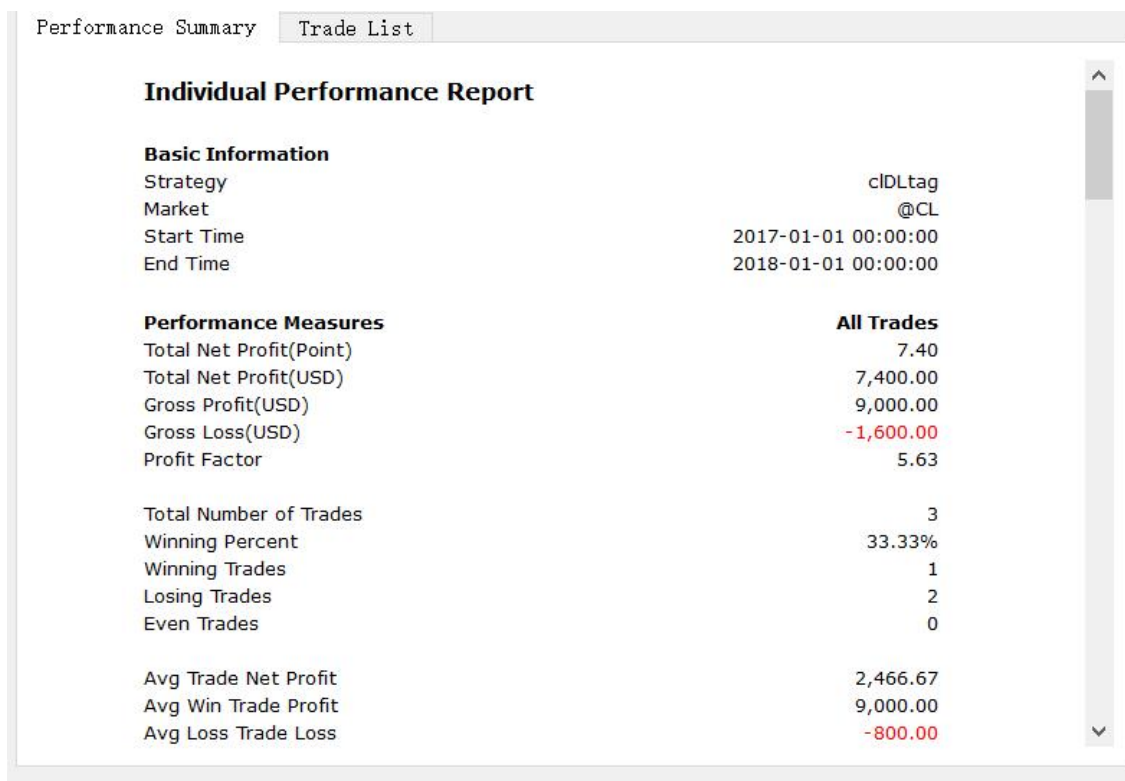 Performance Summary Trade List
Individual Performance Report
Basic Information
Strategy clDLtag
Market @CL
Start Time 2017-01-01 00:00:00
End Time 2018-01-01 00:00:00
Performance Measures All Trades
Total Net Profit(Point) 7.40
Total Net Profit(USD) 7,400.00
Gross Profit(USD) 9,000.00
Gross Loss(USD) -1,600.00
Profit Factor 5.63
Total Number of Trades 3
Winning Percent 33.33%
Winning Trades 1
Losing Trades 2
Even Trades 0
Avg Trade Net Profit 2,466.67
Avg Win Trade Profit 9,000.00
Avg Loss Trade Loss -800.00